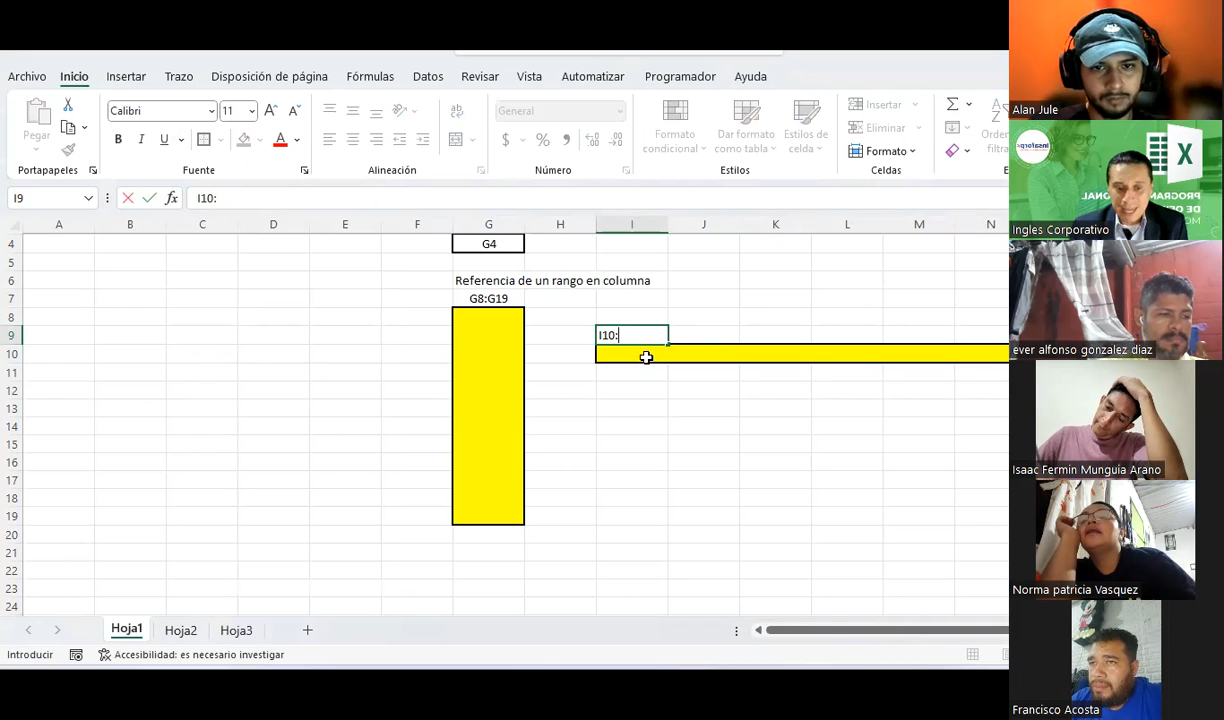 Archivo Inicio Insertar Trazo Disposición de página Fórmulas Datos Revisar Vista Automatizar Programador Ayuda
Pegar
Portapapeles
Calibri 11
Fuente
Alineación
General
Número
Formato condicional
Dar formato como tabla
Estilos de celda
Estilos
Insertar
Eliminar
Formato
Celdas
I9 fx I10:
A B C D E F G H I J K L M N
4 G4
5
6 Referencia de un rango en columna
7 G8:G19
8
9 I10:
10
11
12
13
14
15
16
17
18
19
20
21
22
23
24
Hoja1 Hoja2 Hoja3
Introducir Accesibilidad: es necesario investigar
Alan Jule
Ingles Corporativo
ever alfonso gonzalez diaz
Isaac Fermin Munguía Arano
Norma patricia Vasquez
Francisco Acosta